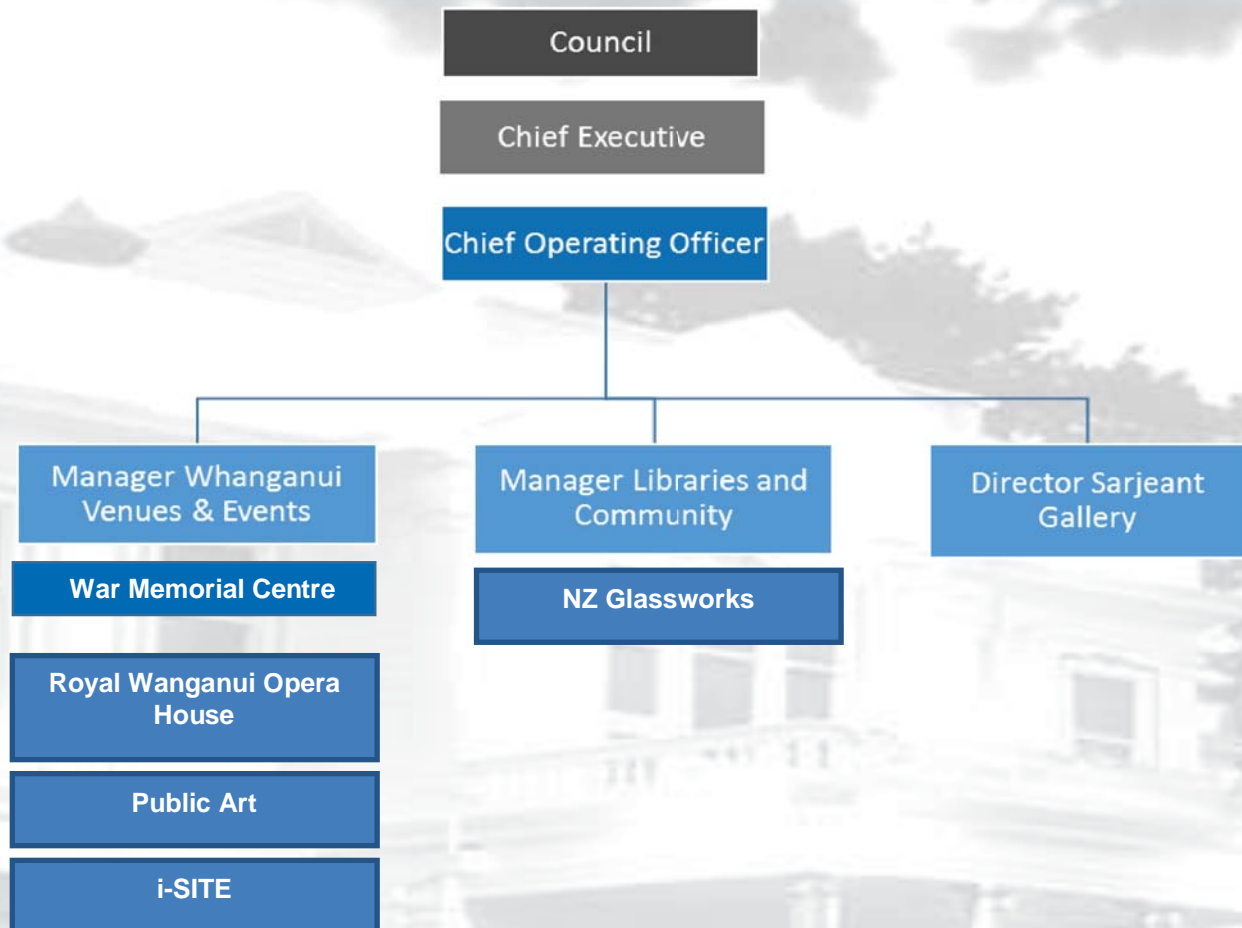 Council
Chief Executive
Chief Operating Officer
Manager Whanganui
Venues & Events
War Memorial Centre
Royal Wanganui Opera
House
Public Art
i-SITE
Manager Libraries and
Community
NZ Glassworks
Director Sarjeant
Gallery